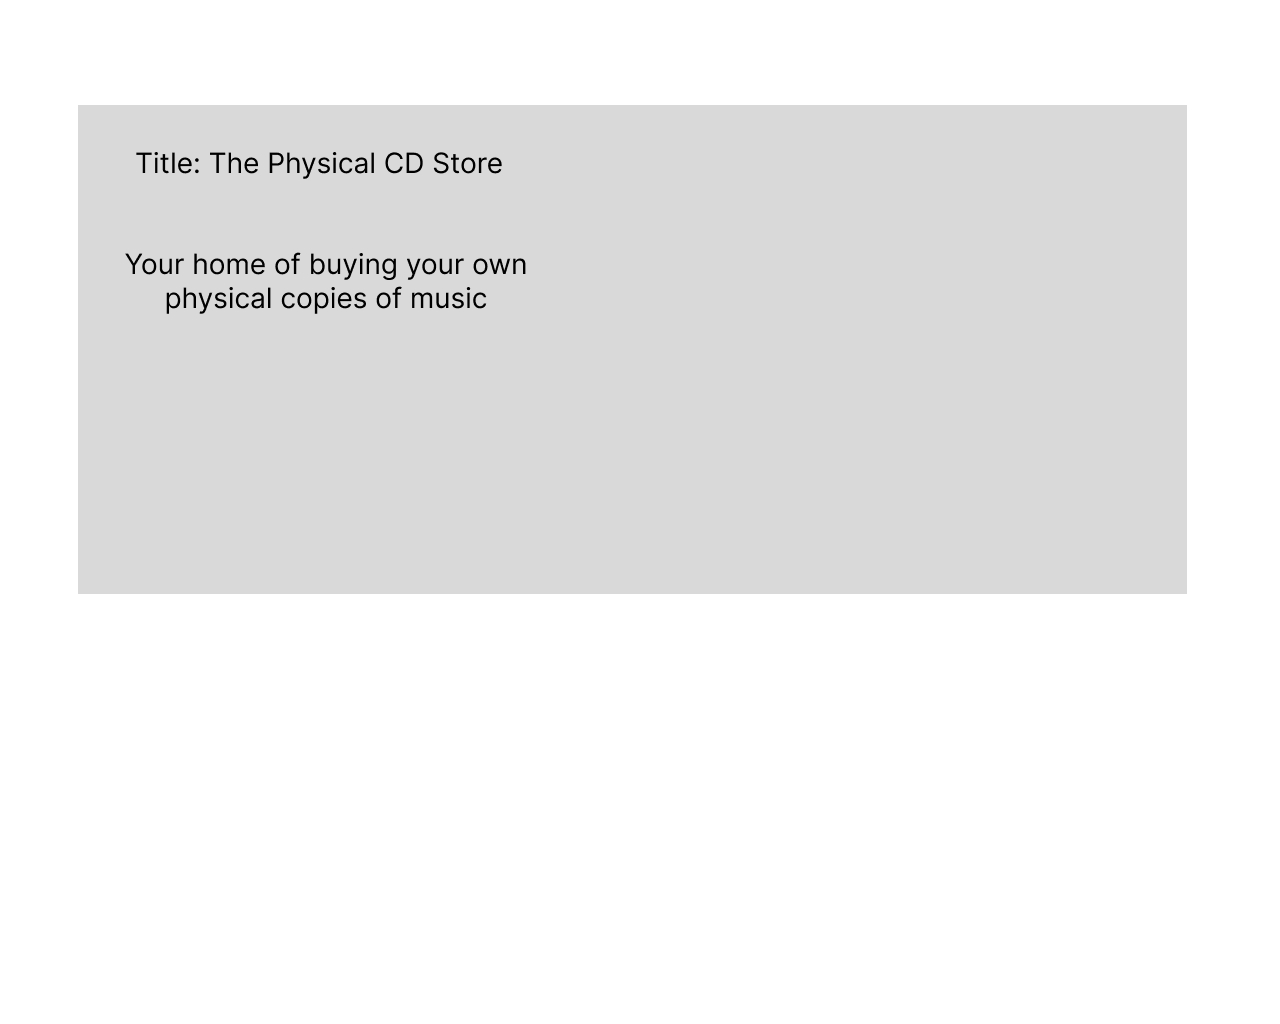 Title: The Physical CD Store
Your home of buying your own
physical copies of music